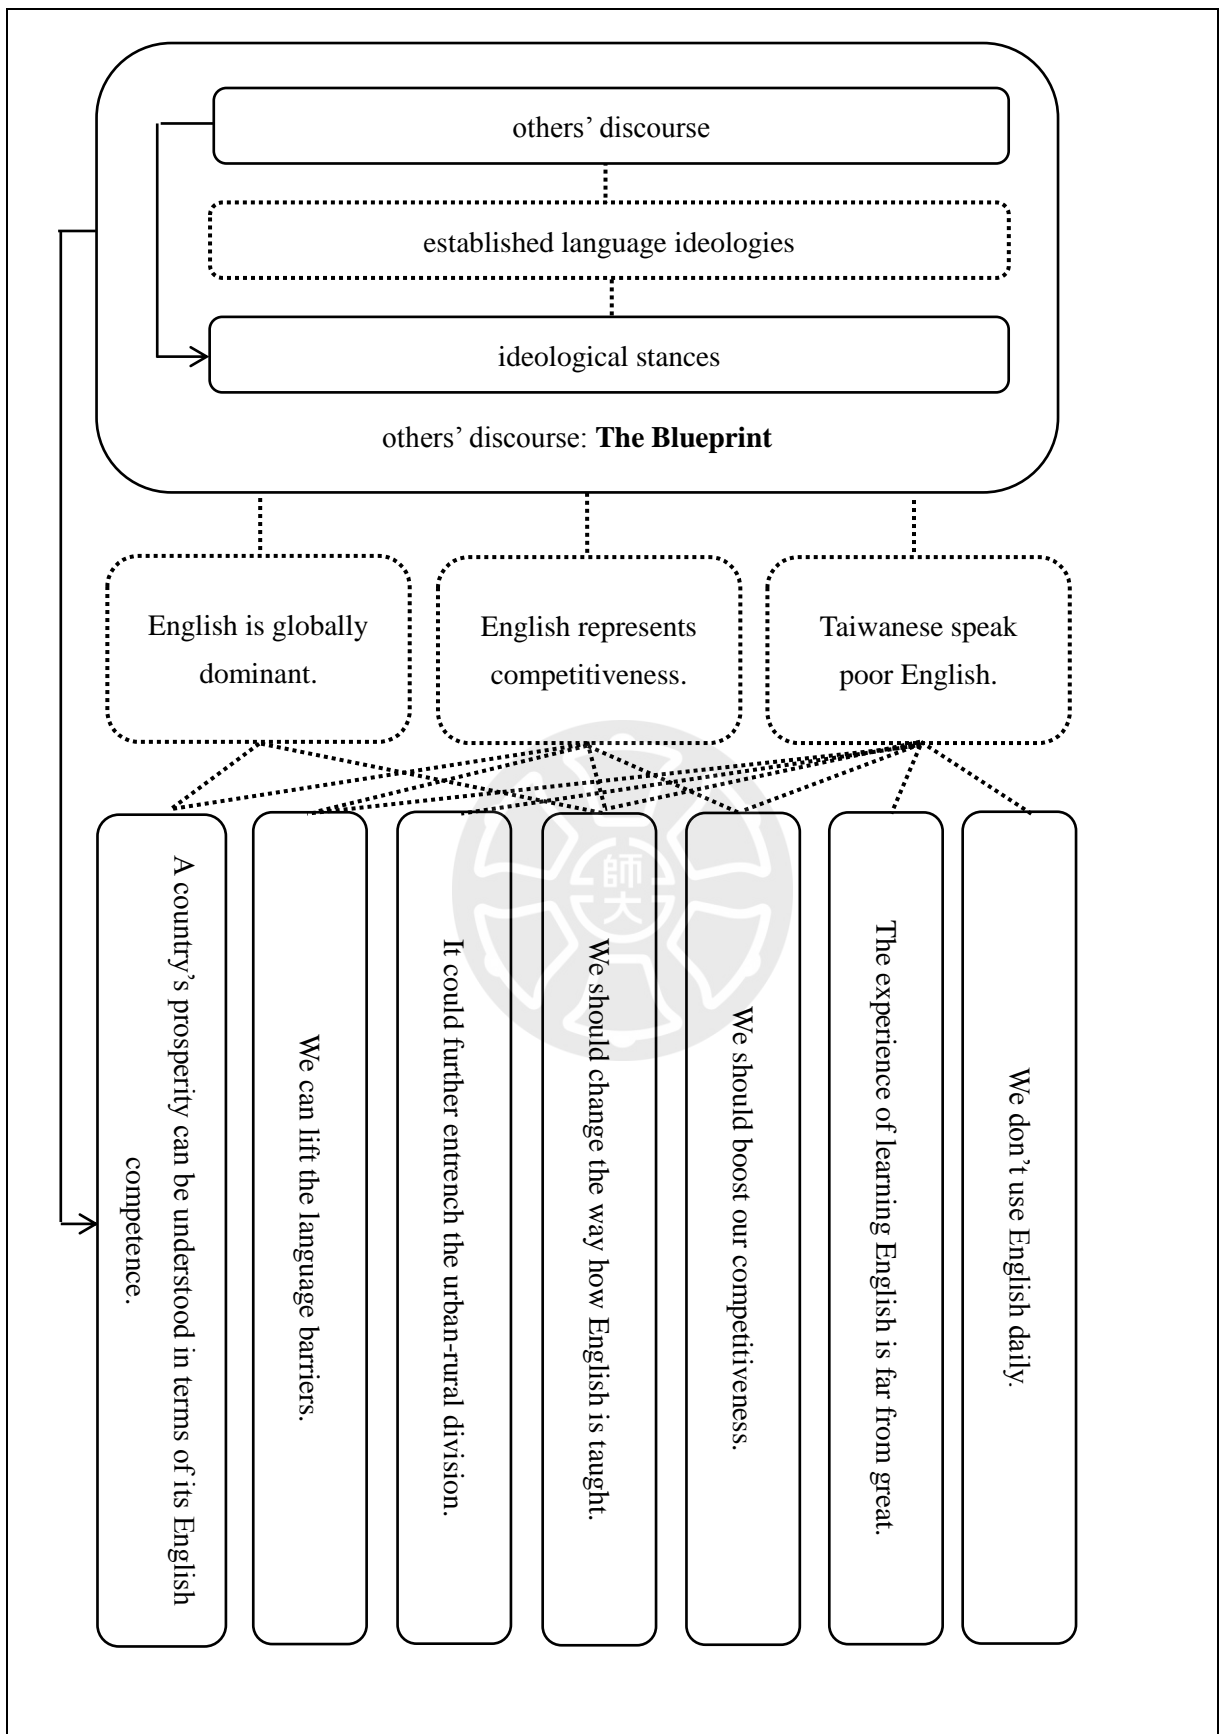 others’ discourse
established language ideologies
ideological stances
others’ discourse: The Blueprint
English is globally
dominant.
English represents
competitiveness.
Taiwanese speak
poor English.
A country’s prosperity can be understood in terms of its English
competence.
We can lift the language barriers.
It could further entrench the urban-rural division.
We should change the way how English is taught.
We should boost our competitiveness.
The experience of learning English is far from great.
We don’t use English daily.
師大